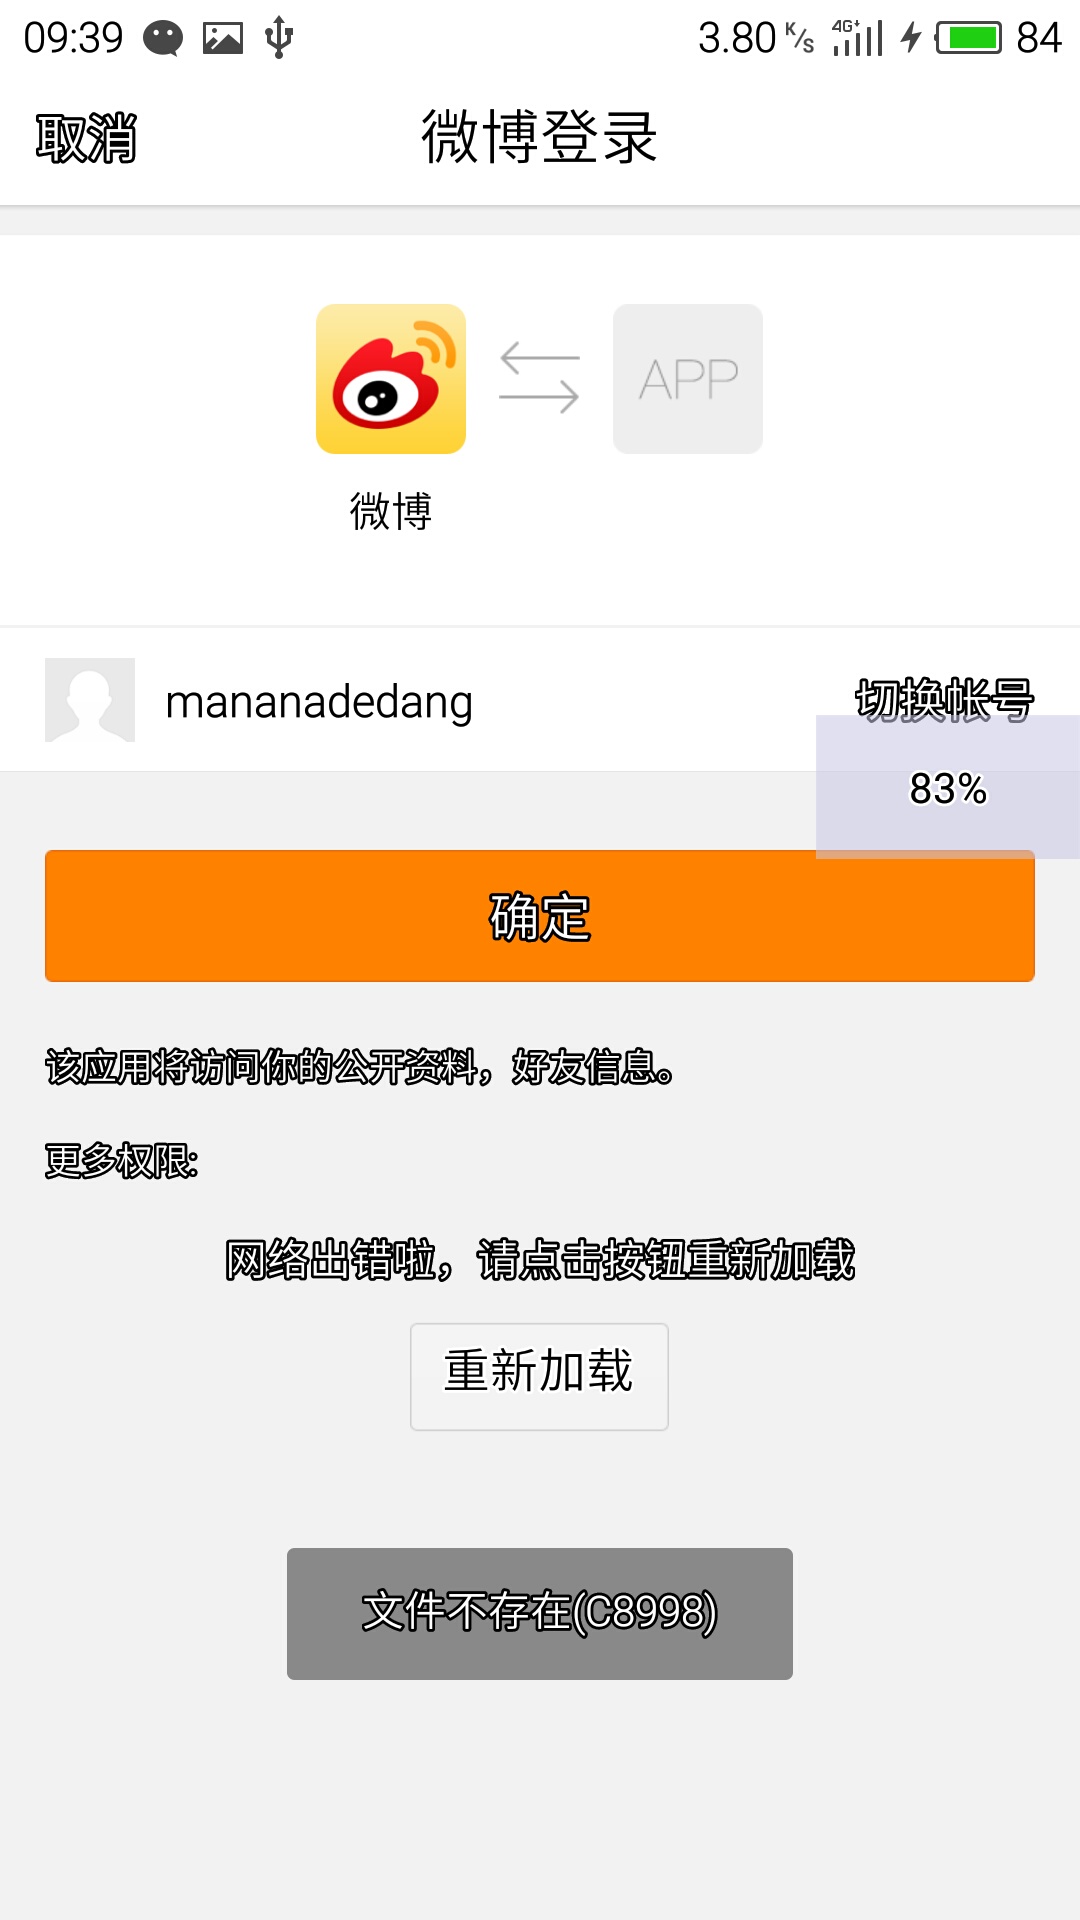 09:39
3.80 K/s 4G+ 84
取消
微博登录
APP
微博
mananadedang
切换帐号
83%
确定
该应用将访问你的公开资料，好友信息。
更多权限:
网络出错啦，请点击按钮重新加载
重新加载
文件不存在(C8998)